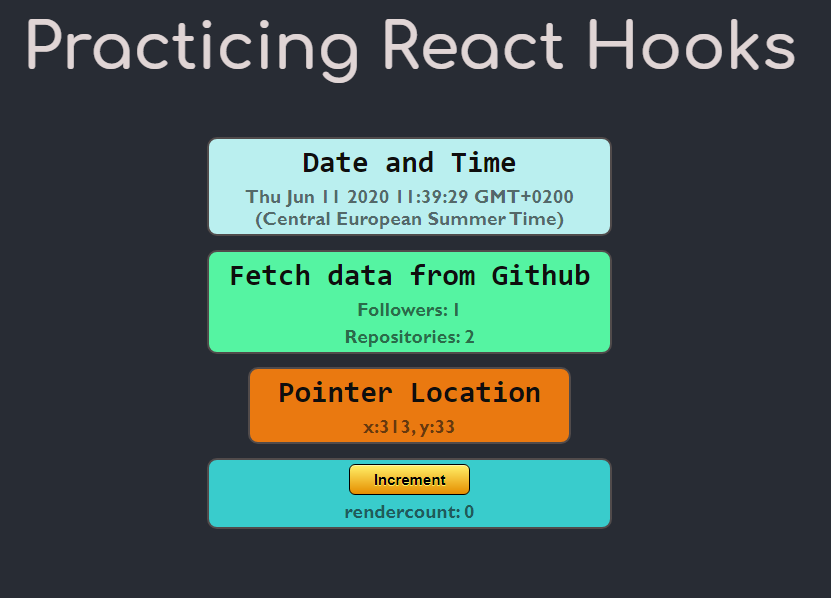 Practicing React Hooks
Date and Time
Thu Jun 11 2020 11:39:29 GMT+0200
(Central European Summer Time)
Fetch data from Github
Followers: 1
Repositories: 2
Pointer Location
x:313, y:33
Increment
rendercount: 0